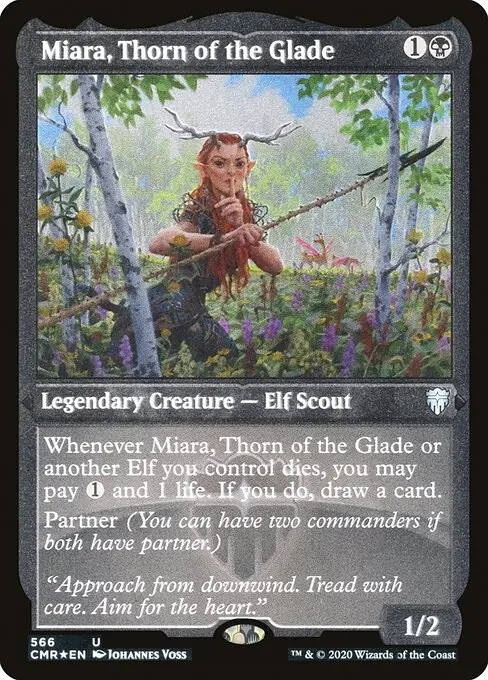 Miara, Thorn of the Glade 1
Legendary Creature — Elf Scout
Whenever Miara, Thorn of the Glade or
another Elf you control dies, you may
pay 1 and 1 life. If you do, draw a card.
Partner (You can have two commanders if
both have partner.)
“Approach from downwind. Tread with
care. Aim for the heart.”
1/2
566 U
CMR★EN Johannes Voss
™ & © 2020 Wizards of the Coast